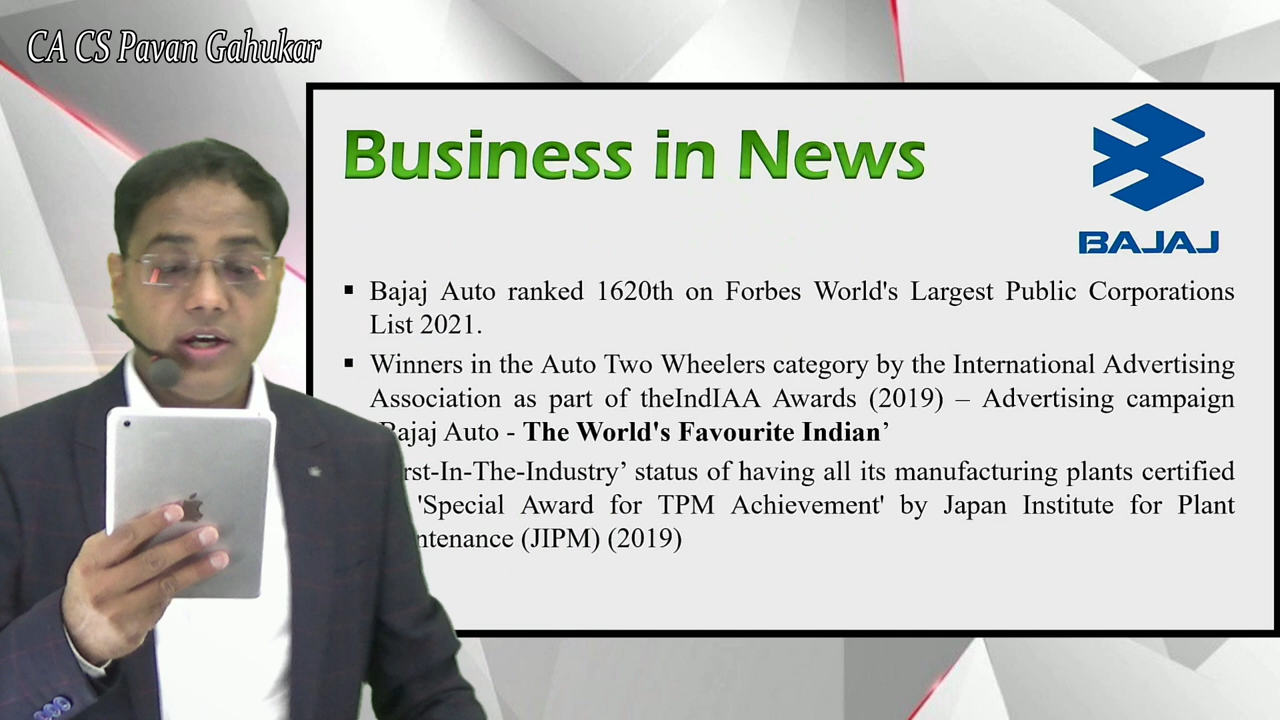 CA CS Pavan Gahukar
Business in News
BAJAJ
▪ Bajaj Auto ranked 1620th on Forbes World's Largest Public Corporations
List 2021.
▪ Winners in the Auto Two Wheelers category by the International Advertising
Association as part of theIndIAA Awards (2019) – Advertising campaign
Bajaj Auto - The World's Favourite Indian’
rst-In-The-Industry’ status of having all its manufacturing plants certified
'Special Award for TPM Achievement' by Japan Institute for Plant
ntenance (JIPM) (2019)